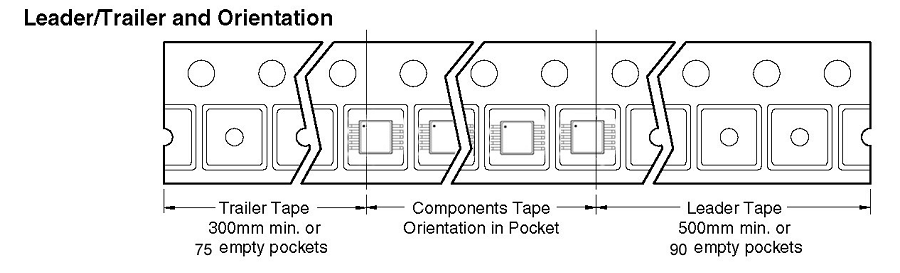 Leader/Trailer and Orientation
Trailer Tape
300mm min. or
75 empty pockets
Components Tape
Orientation in Pocket
Leader Tape
500mm min. or
90 empty pockets